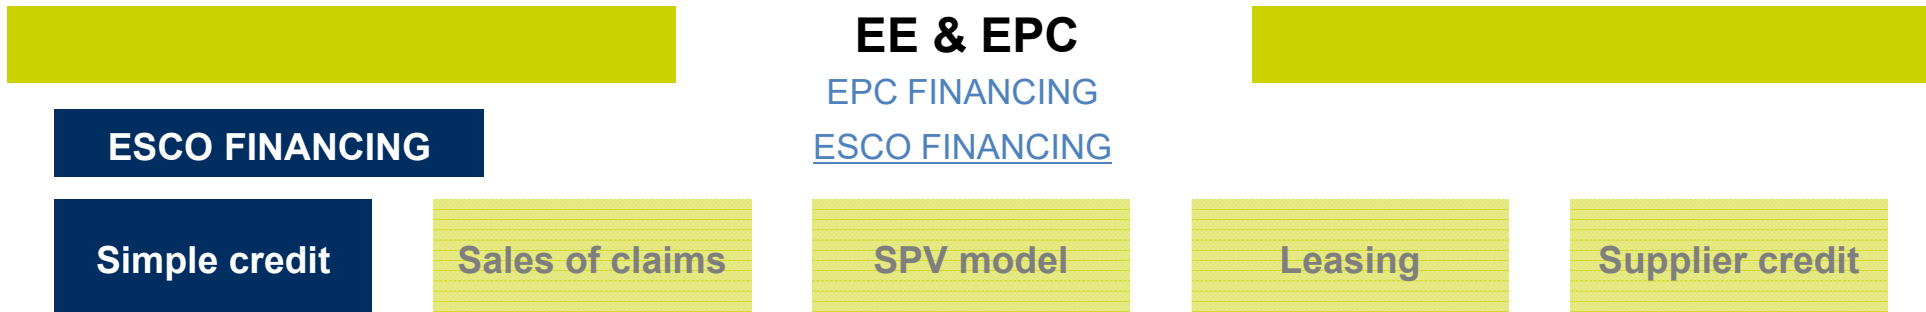 EE & EPC
EPC FINANCING
ESCO FINANCING
ESCO FINANCING
Simple credit
Sales of claims
SPV model
Leasing
Supplier credit